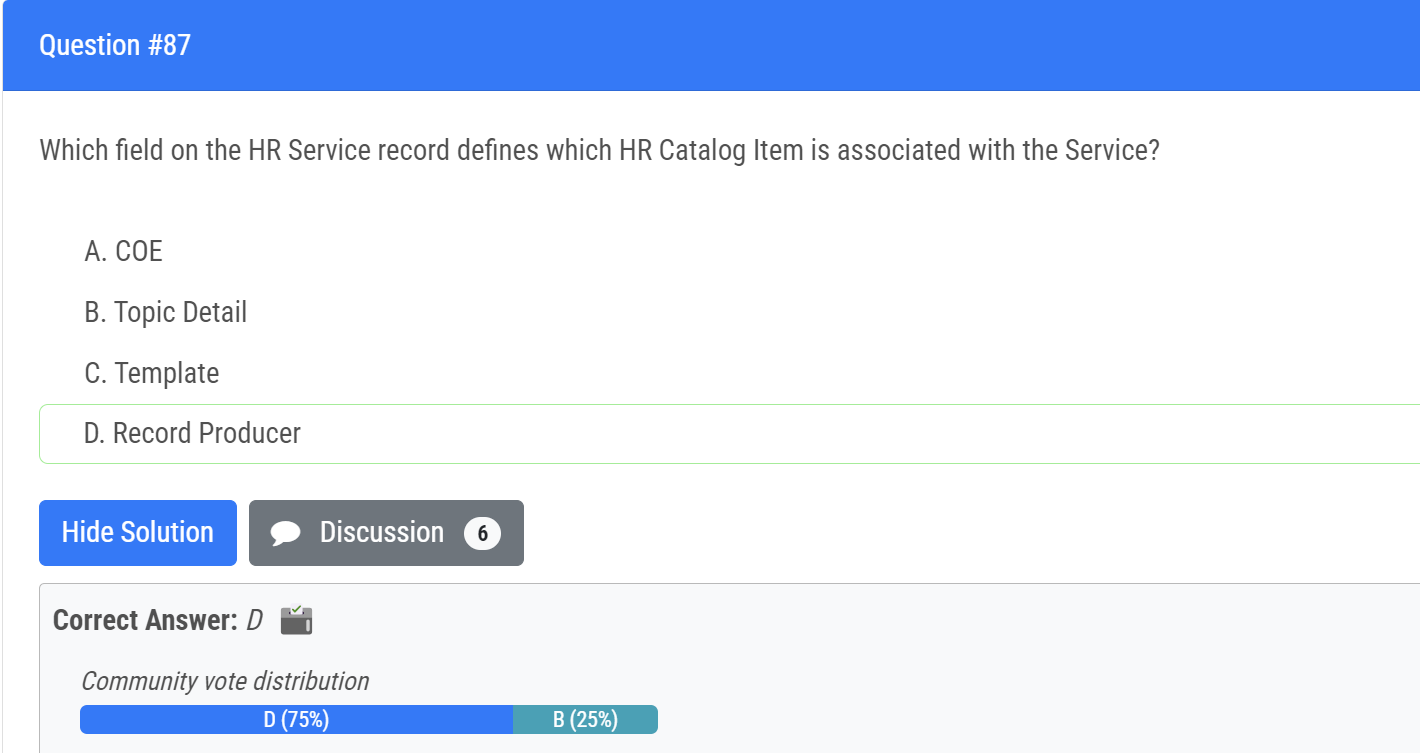 Question #87
Which field on the HR Service record defines which HR Catalog Item is associated with the Service?
A. COE
B. Topic Detail
C. Template
D. Record Producer
Hide Solution
Discussion 6
Correct Answer: D
Community vote distribution
D (75%) B (25%)